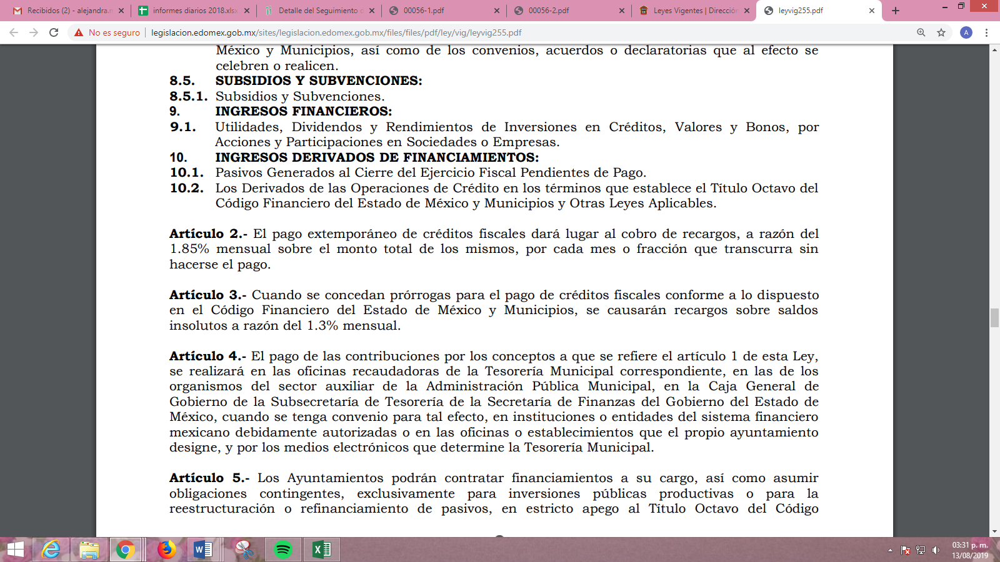 Recibidos (2) - alejandra.n
informes diarios 2018.xlsx
Detalle del Seguimiento d
00056-1.pdf
00056-2.pdf
Leyes Vigentes | Dirección
leyvig255.pdf
No es seguro
legislacion.edomex.gob.mx/sites/legislacion.edomex.gob.mx/files/files/pdf/ley/vig/leyvig255.pdf
A
México y Municipios, así como de los convenios, acuerdos o declaratorias que al efecto se
celebren o realicen.
8.5. SUBSIDIOS Y SUBVENCIONES:
8.5.1. Subsidios y Subvenciones.
9. INGRESOS FINANCIEROS:
9.1. Utilidades, Dividendos y Rendimientos de Inversiones en Créditos, Valores y Bonos, por
Acciones y Participaciones en Sociedades o Empresas.
10. INGRESOS DERIVADOS DE FINANCIAMIENTOS:
10.1. Pasivos Generados al Cierre del Ejercicio Fiscal Pendientes de Pago.
10.2. Los Derivados de las Operaciones de Crédito en los términos que establece el Título Octavo del
Código Financiero del Estado de México y Municipios y Otras Leyes Aplicables.
Artículo 2.- El pago extemporáneo de créditos fiscales dará lugar al cobro de recargos, a razón del
1.85% mensual sobre el monto total de los mismos, por cada mes o fracción que transcurra sin
hacerse el pago.
Artículo 3.- Cuando se concedan prórrogas para el pago de créditos fiscales conforme a lo dispuesto
en el Código Financiero del Estado de México y Municipios, se causarán recargos sobre saldos
insolutos a razón del 1.3% mensual.
Artículo 4.- El pago de las contribuciones por los conceptos a que se refiere el artículo 1 de esta Ley,
se realizará en las oficinas recaudadoras de la Tesorería Municipal correspondiente, en las de los
organismos del sector auxiliar de la Administración Pública Municipal, en la Caja General de
Gobierno de la Subsecretaría de Tesorería de la Secretaría de Finanzas del Gobierno del Estado de
México, cuando se tenga convenio para tal efecto, en instituciones o entidades del sistema financiero
mexicano debidamente autorizadas o en las oficinas o establecimientos que el propio ayuntamiento
designe, y por los medios electrónicos que determine la Tesorería Municipal.
Artículo 5.- Los Ayuntamientos podrán contratar financiamientos a su cargo, así como asumir
obligaciones contingentes, exclusivamente para inversiones públicas productivas o para la
reestructuración o refinanciamiento de pasivos, en estricto apego al Título Octavo del Código
03:31 p. m.
13/08/2019